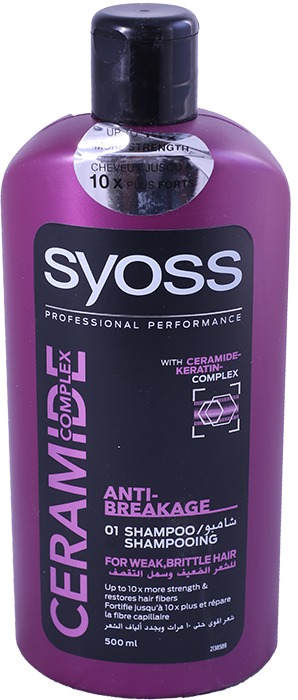 UP TO
MORE STRENGTH
CHEVEUX JUSQU'À
10 x PLUS FORTS
syoss
PROFESSIONAL PERFORMANCE
CERAMIDE
COMPLEX
WITH CERAMIDE-
KERATIN-
COMPLEX
ANTI-
BREAKAGE
01 SHAMPOO/شامبو
SHAMPOOING
FOR WEAK, BRITTLE HAIR
للشعر الضعيف وسهل التقصف
Up to 10x more strength &
restores hair fibers
Fortifie jusqu'à 10x plus et répare
la fibre capillaire
شعر اقوى حتى ١٠ مرات ويجدد ألياف الشعر
500 ml